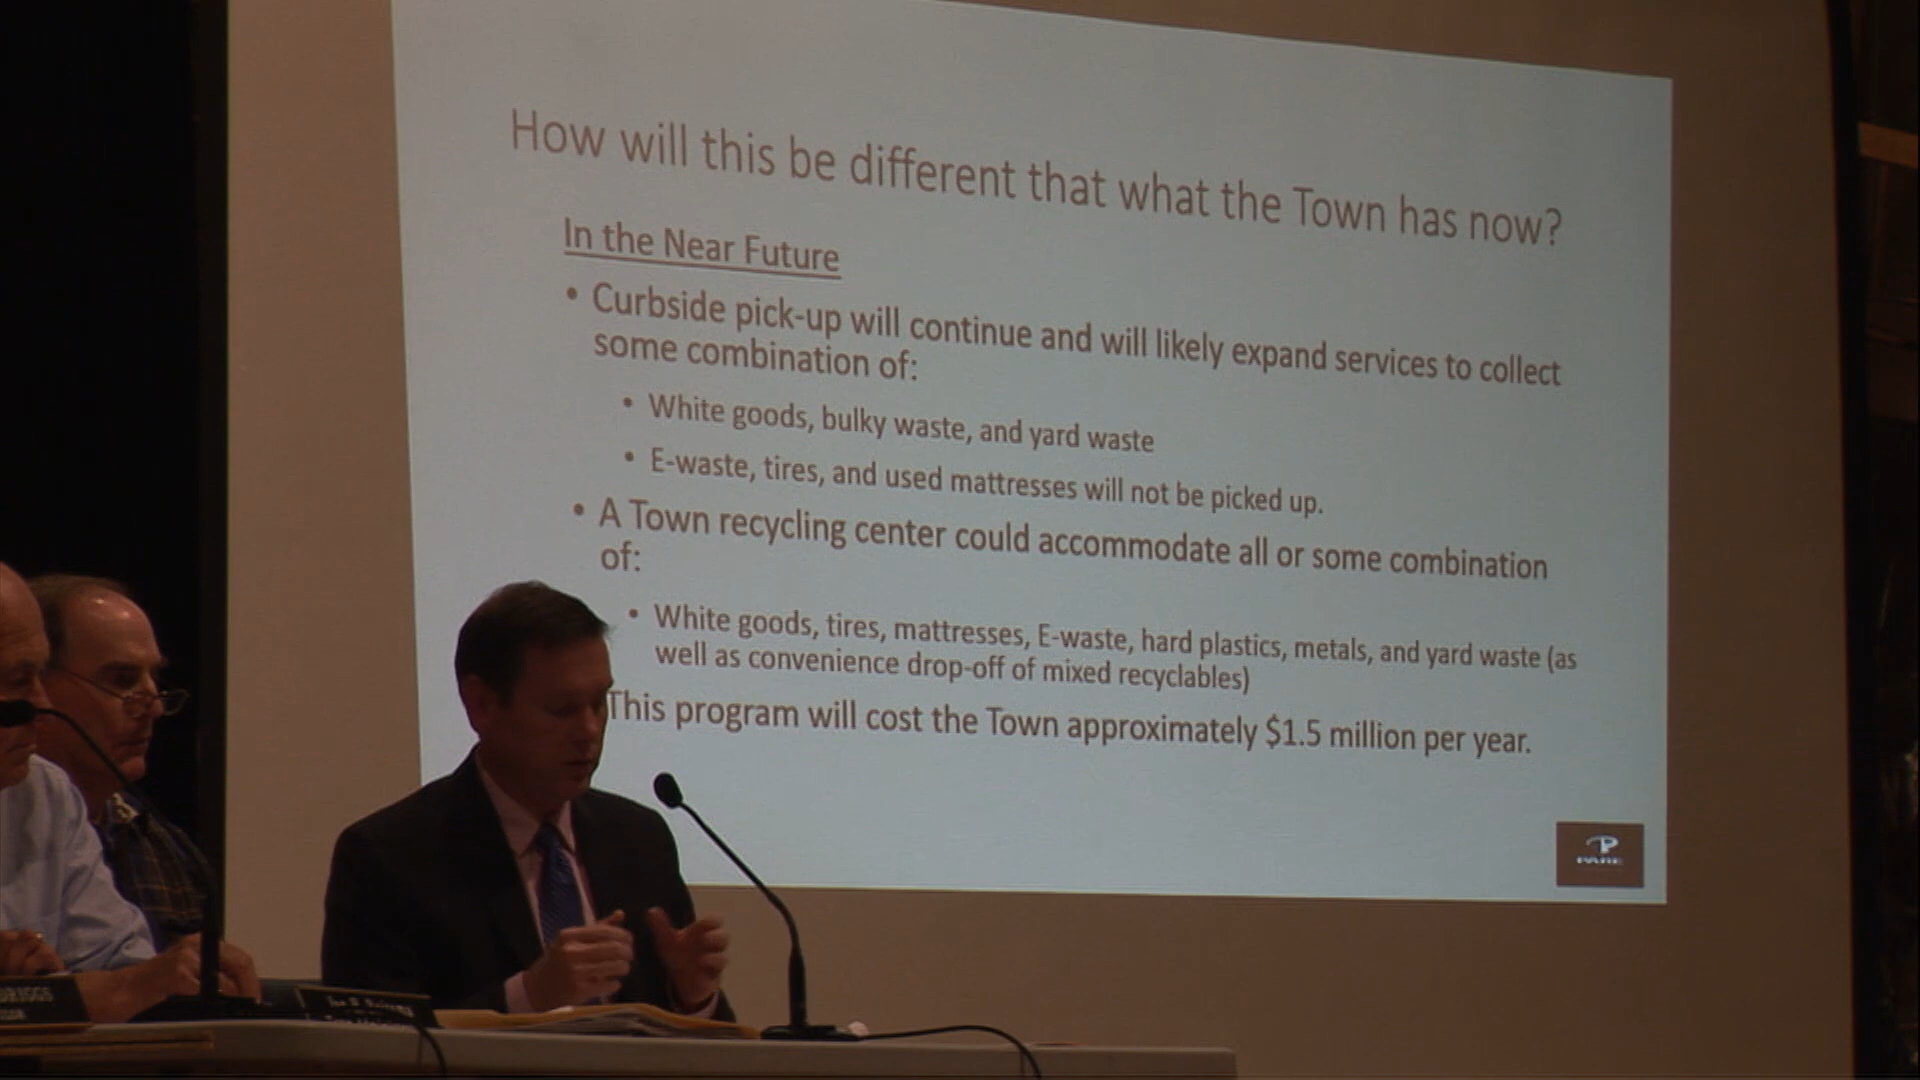 How will this be different that what the Town has now?
In the Near Future
• Curbside pick-up will continue and will likely expand services to collect
some combination of:
• White goods, bulky waste, and yard waste
• E-waste, tires, and used mattresses will not be picked up.
• A Town recycling center could accommodate all or some combination
of:
• White goods, tires, mattresses, E-waste, hard plastics, metals, and yard waste (as
well as convenience drop-off of mixed recyclables)
This program will cost the Town approximately $1.5 million per year.
P
PARE